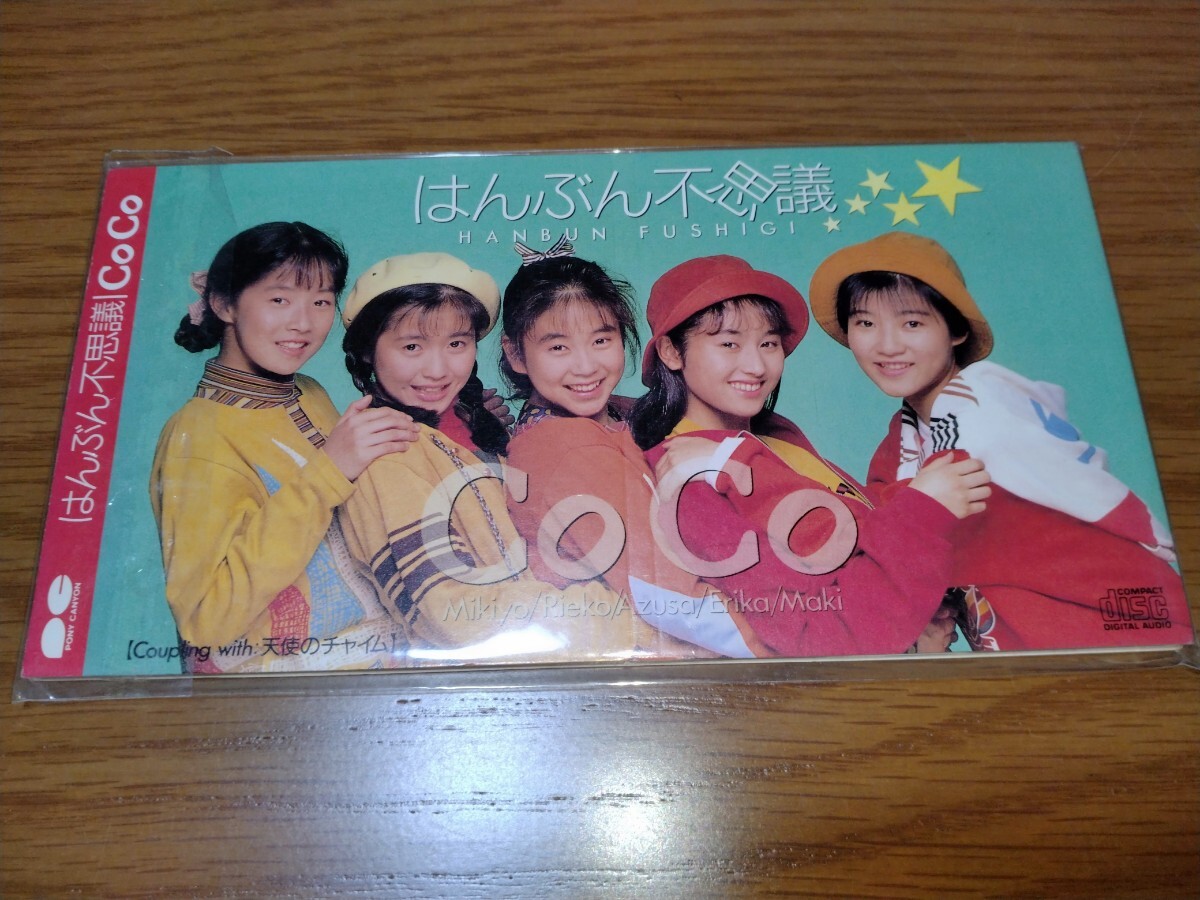 はんぶん不思議
HANBUN FUSHIGI
はんぶん不思議 CoCo
PONY CANYON
CoCo
Mikiyo/Rieko/Azusa/Erika/Maki
【Coupling with:天使のチャイム】
COMPACT
disc
DIGITAL AUDIO